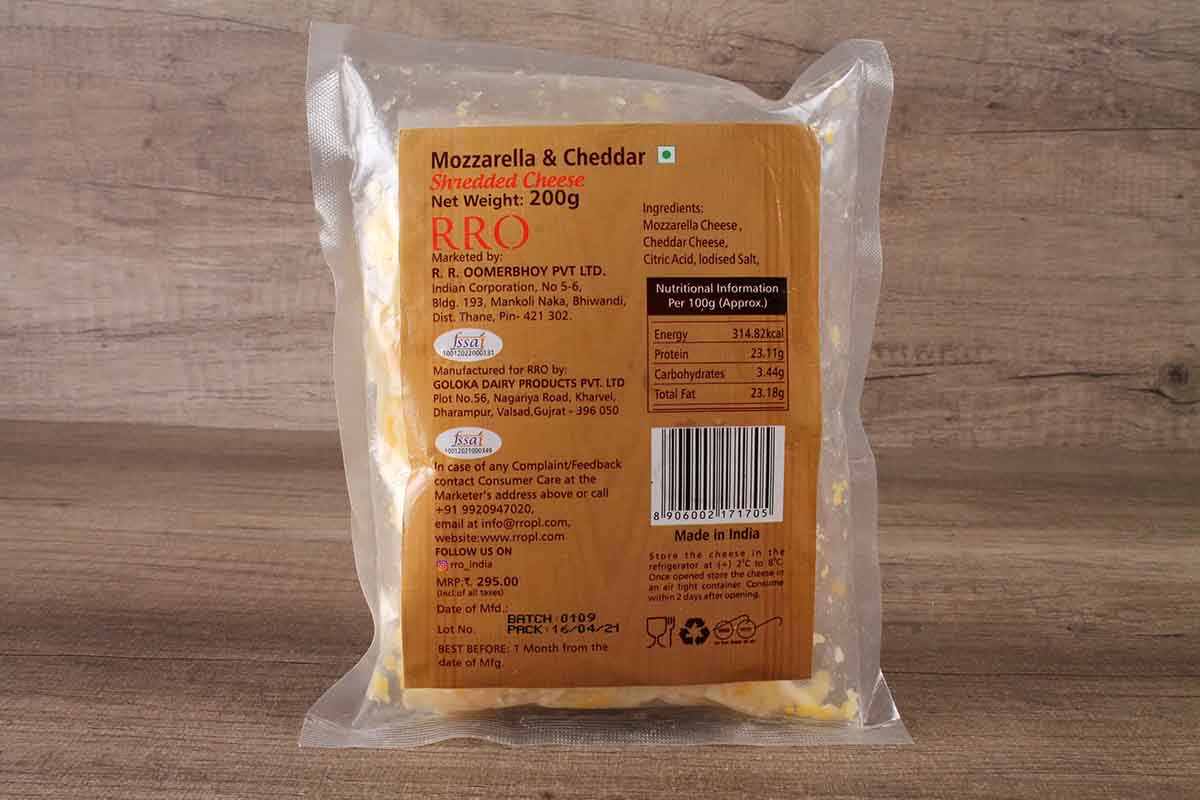 Mozzarella & Cheddar
Shredded Cheese
Net Weight: 200g
RRO
Marketed by:
R. R. OOMERBHOY PVT LTD.
Indian Corporation, No 5-6,
Bldg. 193, Mankoli Naka, Bhiwandi,
Dist. Thane, Pin- 421 302.
fssai
10012022000131
Manufactured for RRO by:
GOLOKA DAIRY PRODUCTS PVT. LTD
Plot No.56, Nagariya Road, Kharvel,
Dharampur, Valsad,Gujrat - 396 050
fssai
10012021000349
In case of any Complaint/Feedback
contact Consumer Care at the
Marketer's address above or call
+91 9920947020,
email at info@rropl.com,
website:www.rropl.com
FOLLOW US ON
rro_india
MRP:₹. 295.00
(Incl:of all taxes)
Date of Mfd.:
BATCH:0109
Lot No.
PACK:16/04/21
BEST BEFORE: 1 Month from the
date of Mfg.
Ingredients:
Mozzarella Cheese ,
Cheddar Cheese,
Citric Acid, Iodised Salt,
Nutritional Information
Per 100g (Approx.)
Energy 314.82kcal
Protein 23.11g
Carbohydrates 3.44g
Total Fat 23.18g
8 906002 171705
Made in India
Store the cheese in the
refrigerator at (+) 2°C to 8°C
Once opened store the cheese in
an air tight container. Consume
within 2 days after opening.